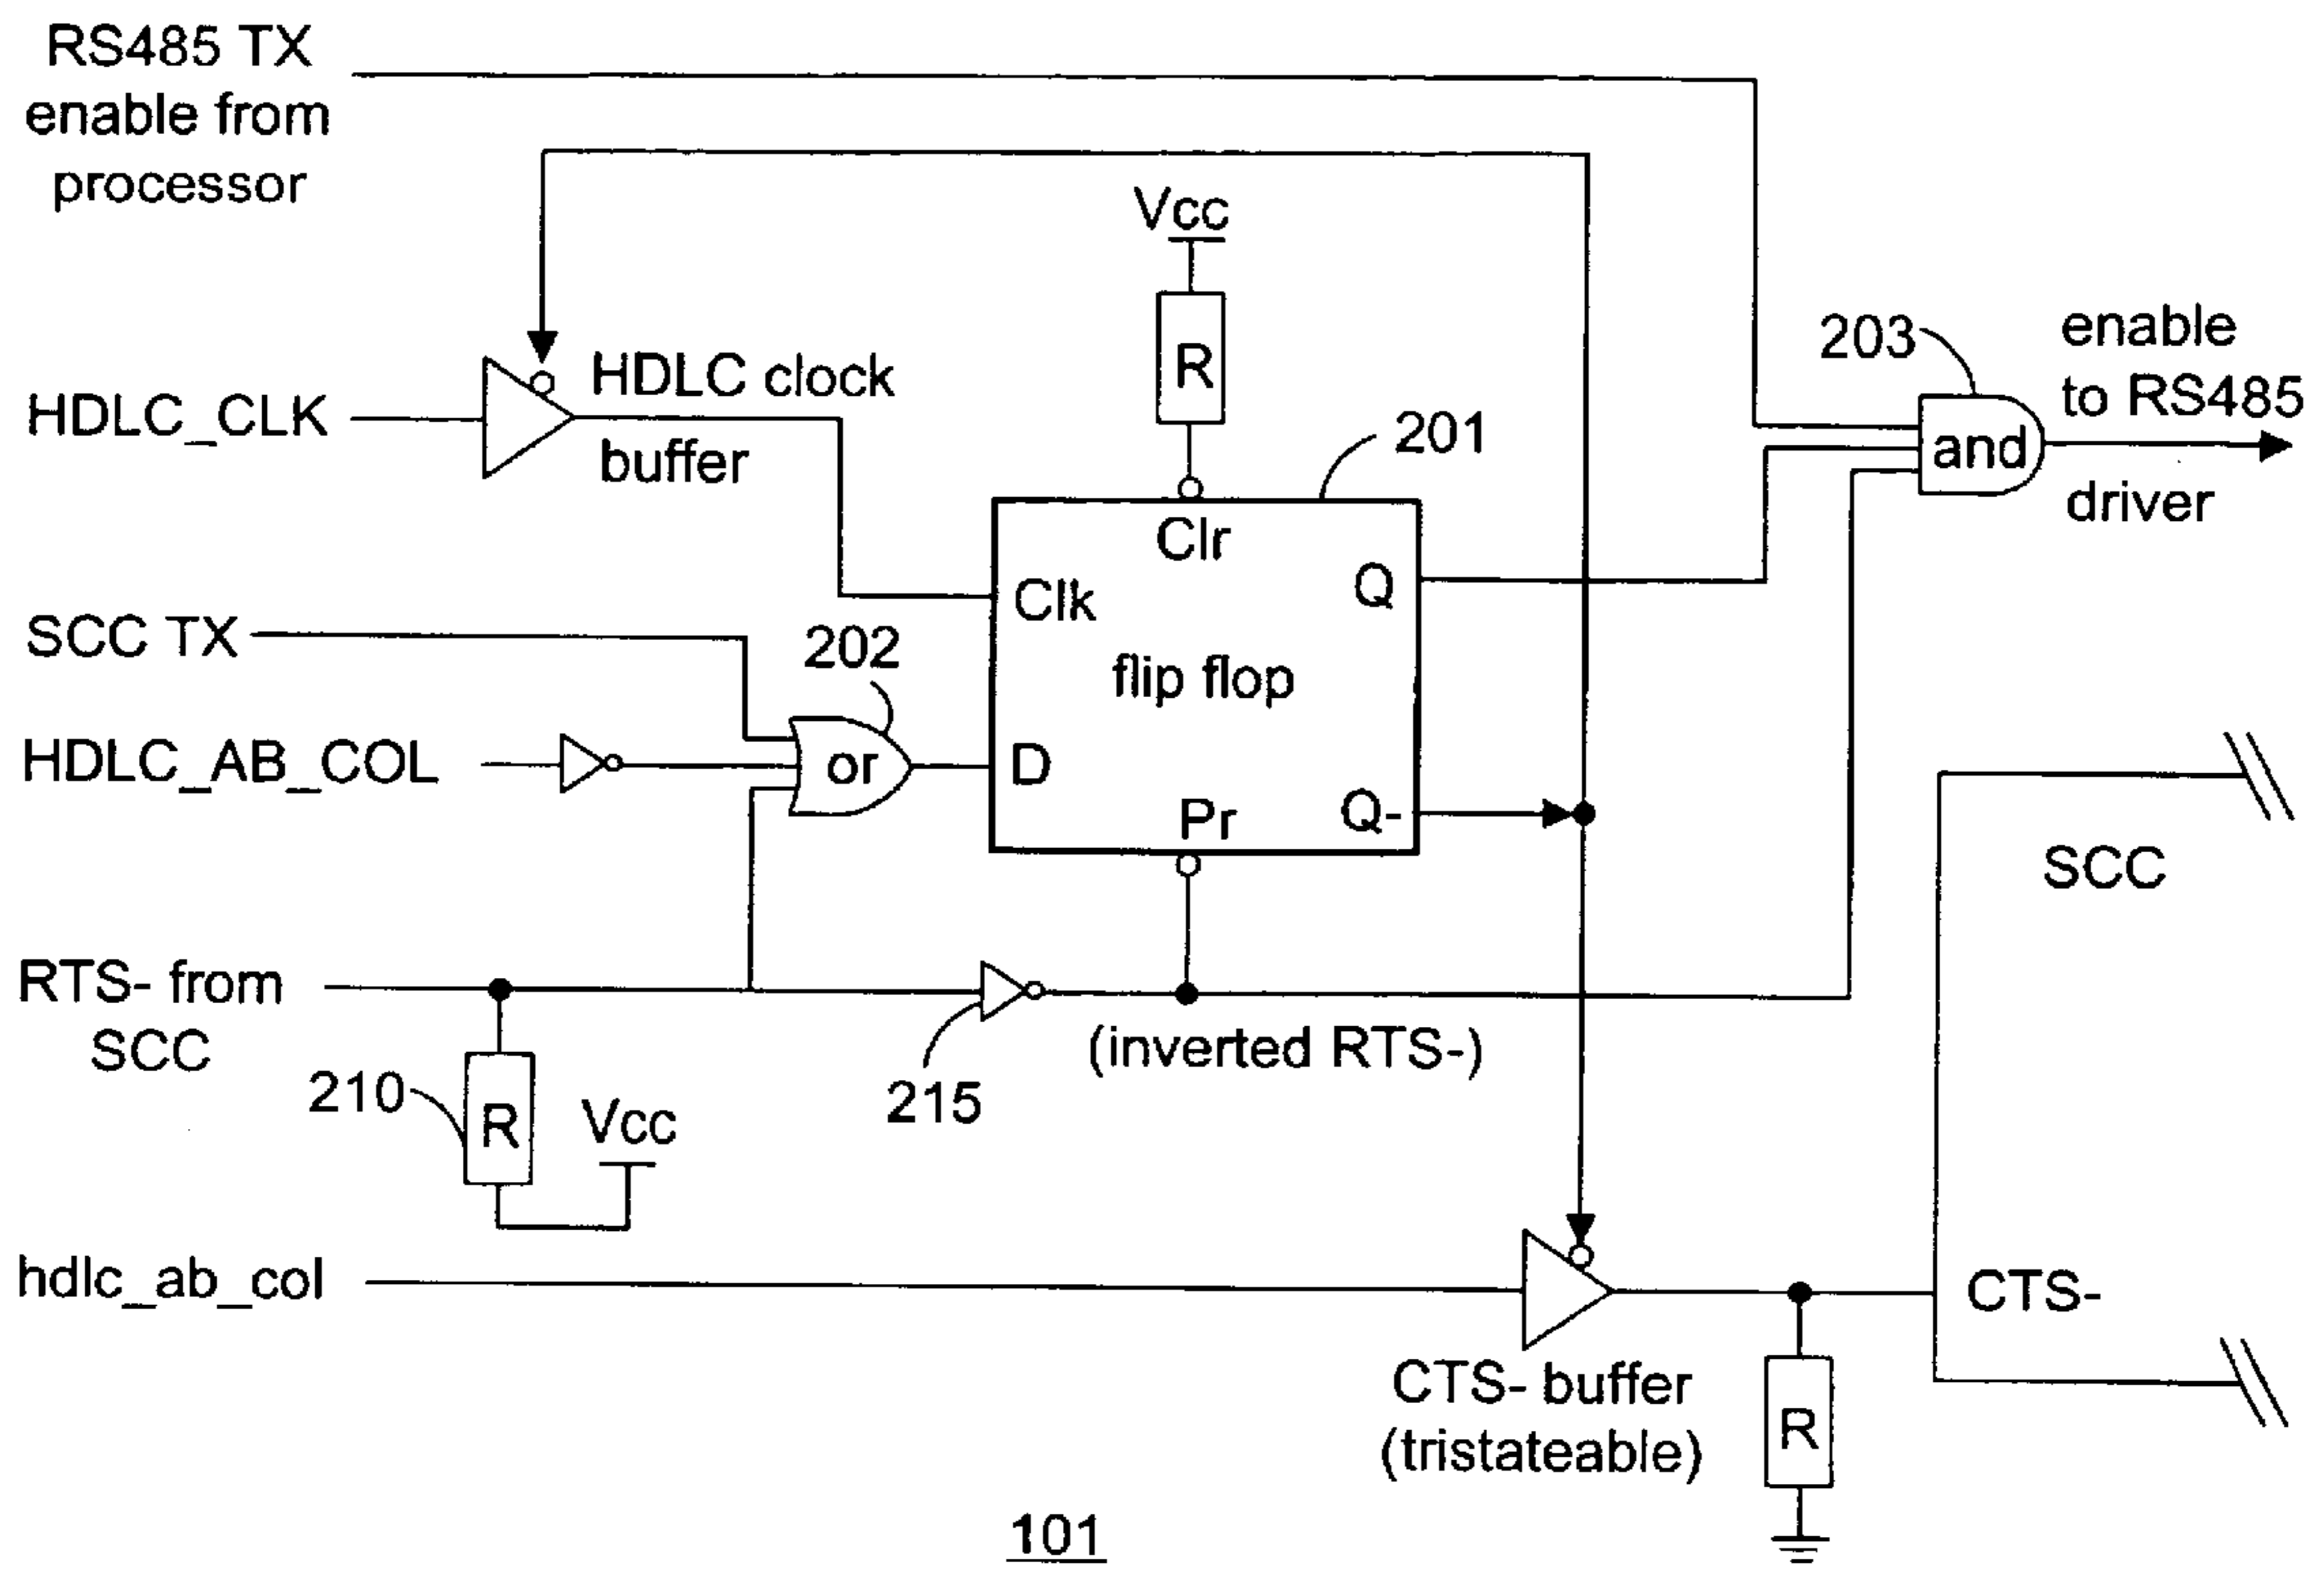 RS485 TX
enable from
processor
Vcc
R
203
enable
to RS485
driver
and
HDLC_CLK
HDLC clock
buffer
201
Clr
Clk
Q
flip flop
SCC TX
202
HDLC_AB_COL
or
D
Pr
Q-
SCC
RTS- from
SCC
215
(inverted RTS-)
210
R
Vcc
hdlc_ab_col
CTS-
CTS- buffer
(tristateable)
R
101